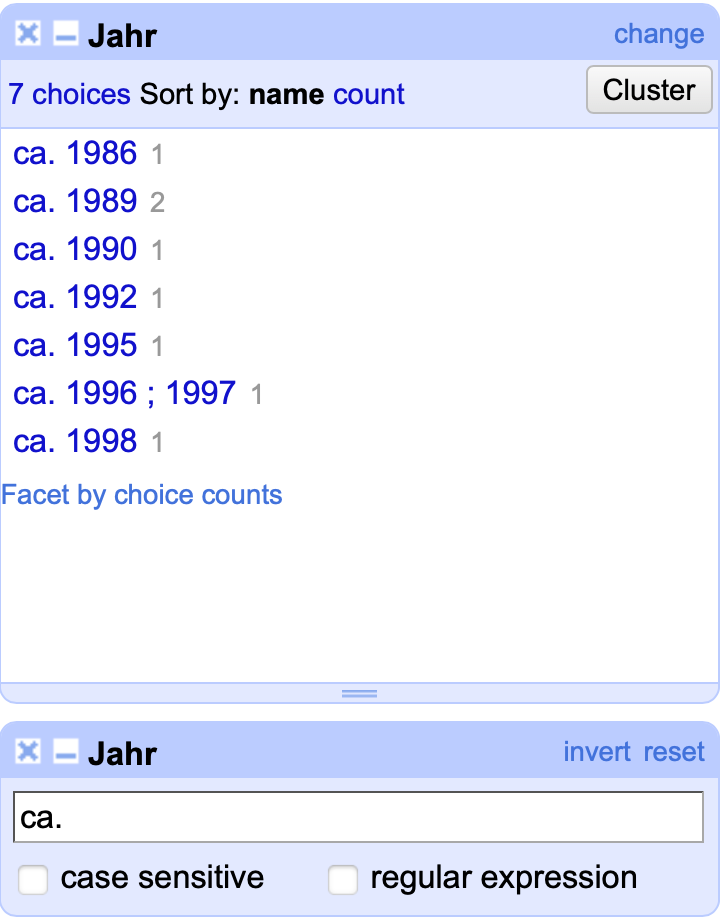 Jahr change
7 choices Sort by: name count Cluster
ca. 1986 1
ca. 1989 2
ca. 1990 1
ca. 1992 1
ca. 1995 1
ca. 1996 ; 1997 1
ca. 1998 1
Facet by choice counts
Jahr invert reset
ca.
case sensitive regular expression